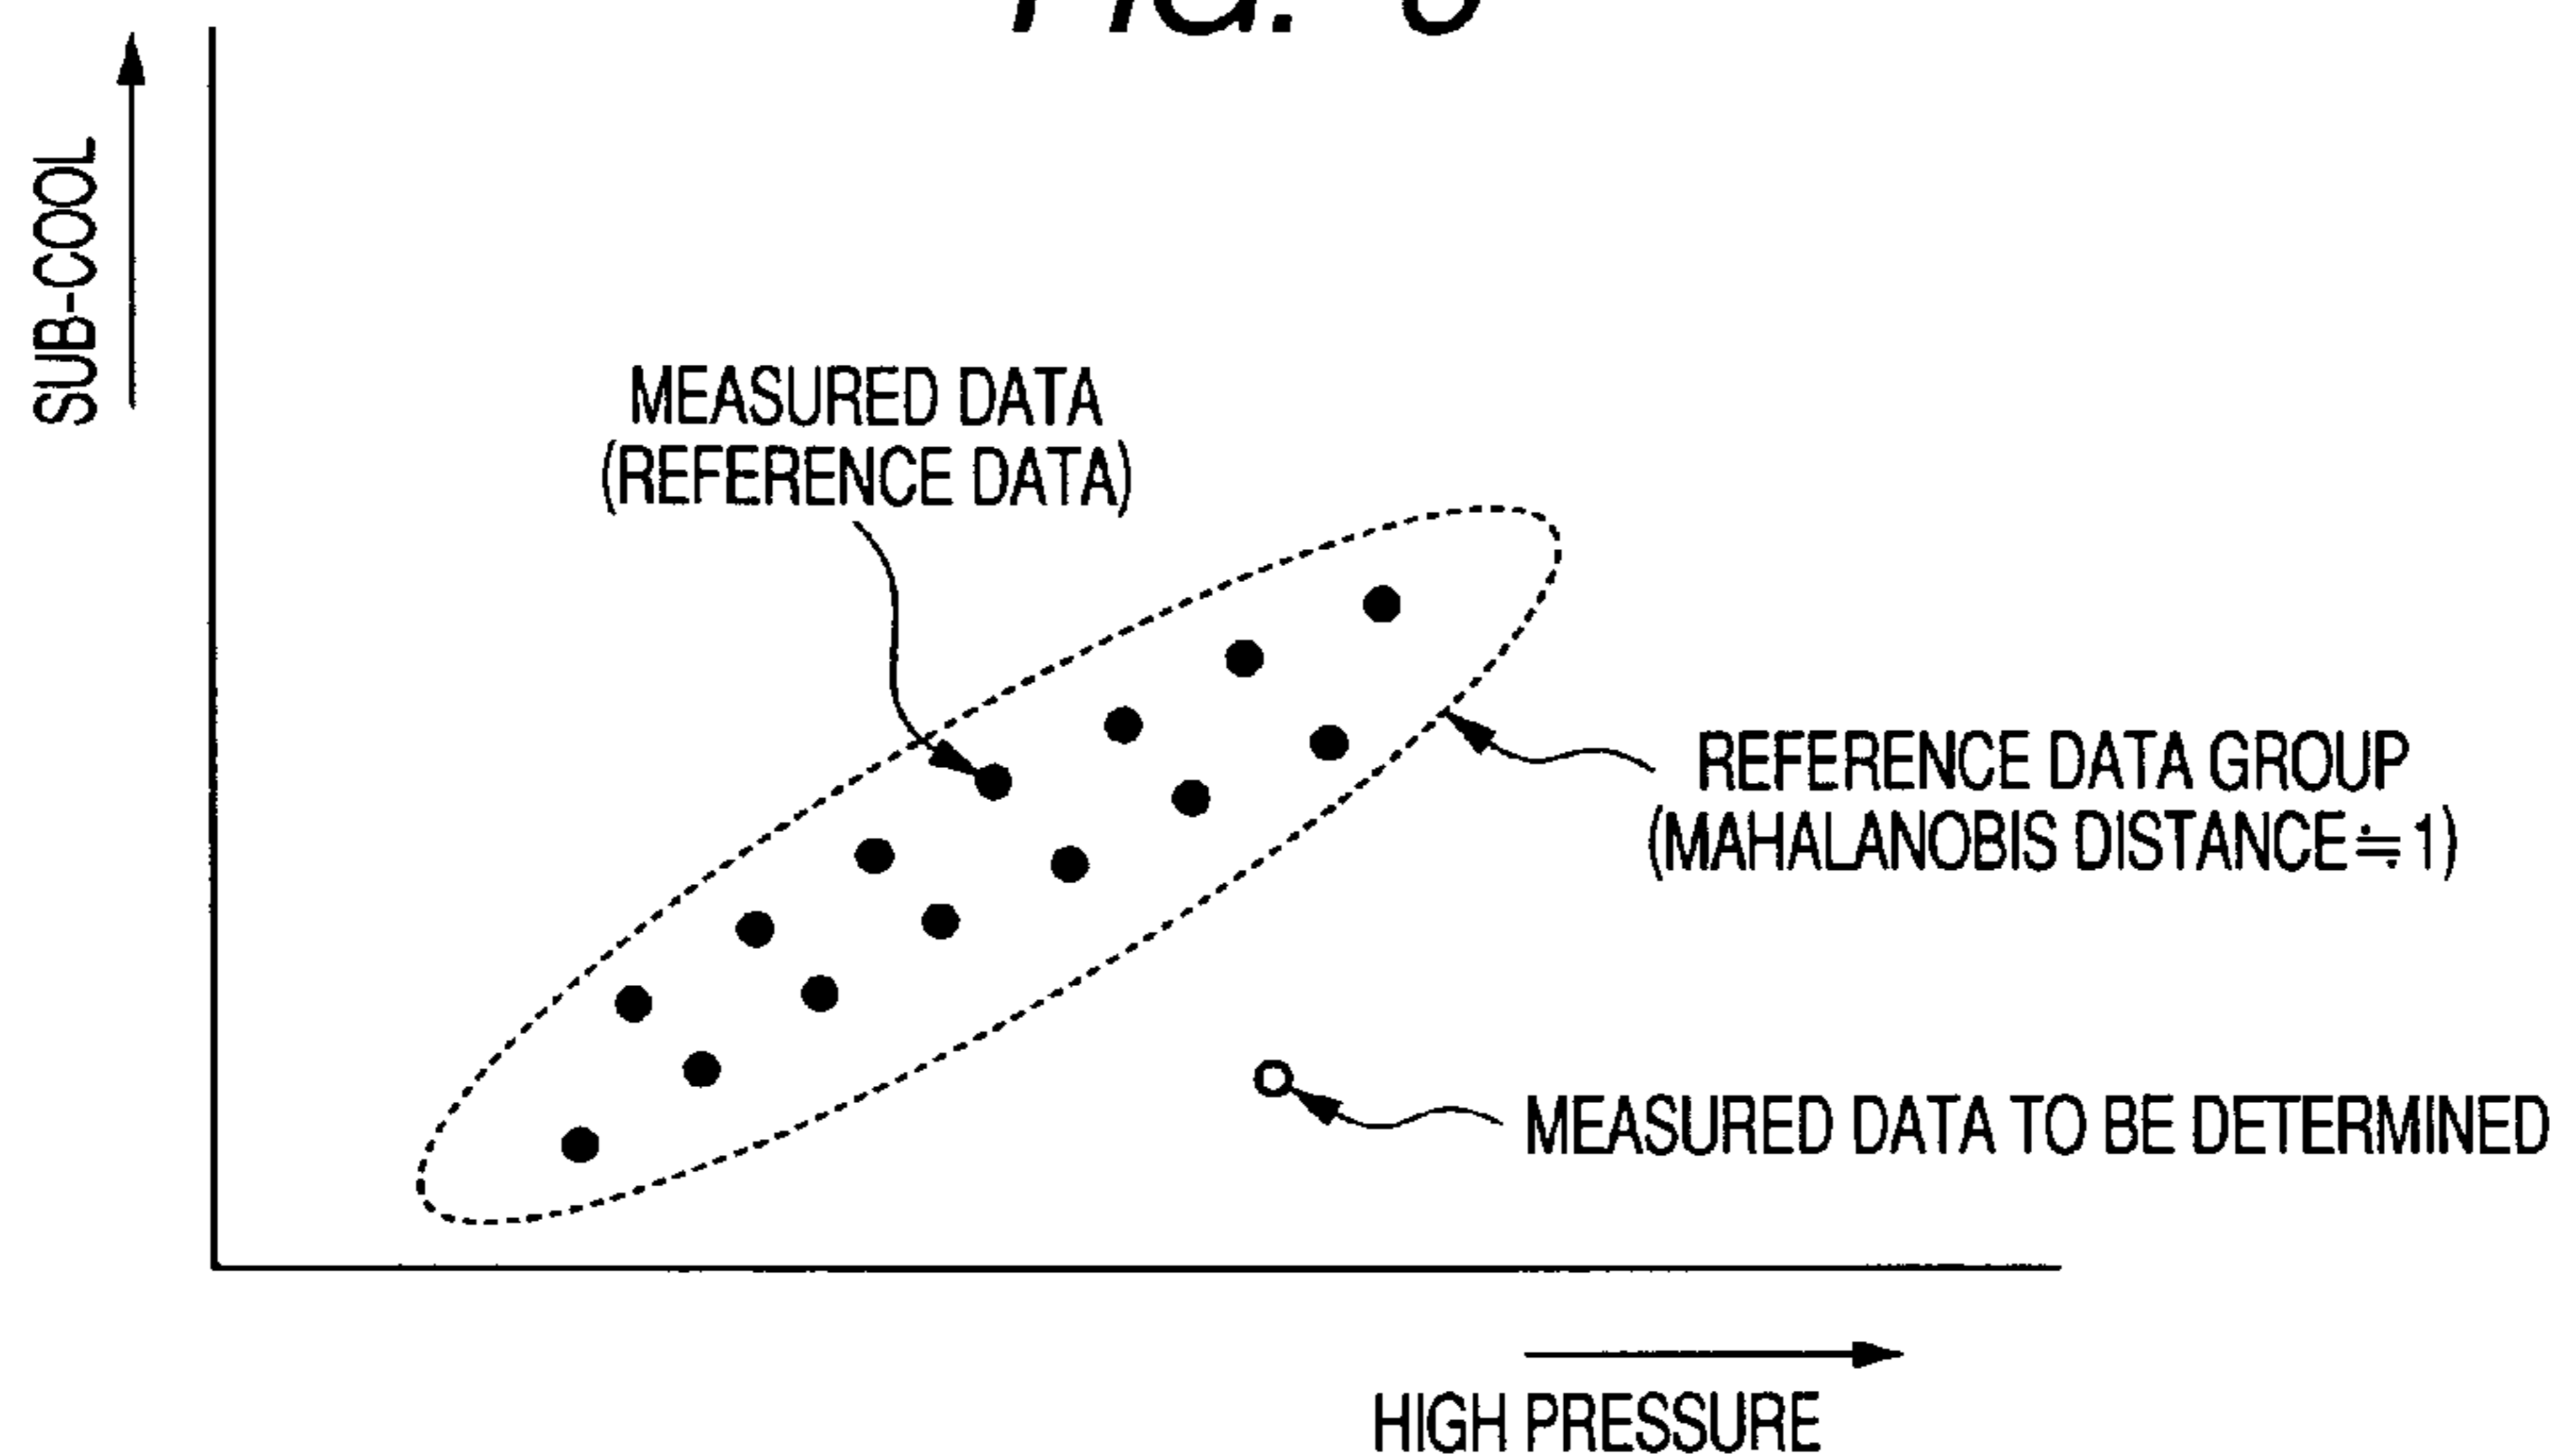 FIG.
SUB-COOL
MEASURED DATA
(REFERENCE DATA)
REFERENCE DATA GROUP
(MAHALANOBIS DISTANCE≒1)
MEASURED DATA TO BE DETERMINED
HIGH PRESSURE